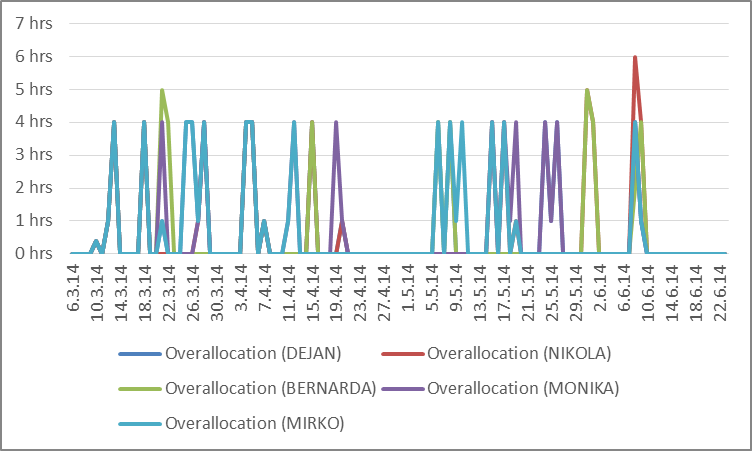 7 hrs
6 hrs
5 hrs
4 hrs
3 hrs
2 hrs
1 hrs
0 hrs
6.3.14 10.3.14 14.3.14 18.3.14 22.3.14 26.3.14 30.3.14 3.4.14 7.4.14 11.4.14 15.4.14 19.4.14 23.4.14 27.4.14 1.5.14 5.5.14 9.5.14 13.5.14 17.5.14 21.5.14 25.5.14 29.5.14 2.6.14 6.6.14 10.6.14 14.6.14 18.6.14 22.6.14
Overallocation (DEJAN) Overallocation (NIKOLA)
Overallocation (BERNARDA) Overallocation (MONIKA)
Overallocation (MIRKO)